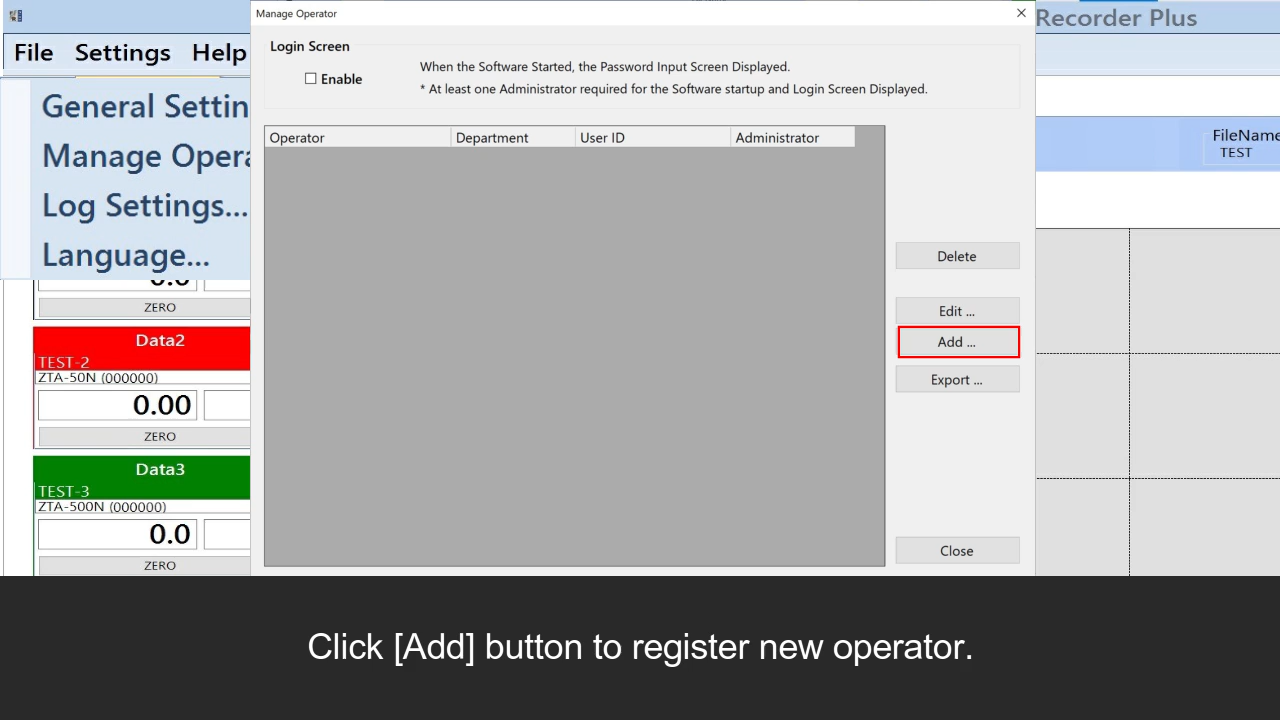 Manage Operator
Recorder Plus
File Settings Help
Login Screen
Enable
When the Software Started, the Password Input Screen Displayed.
* At least one Administrator required for the Software startup and Login Screen Displayed.
General Settin
Manage Opera
Log Settings...
Language...
Operator Department User ID Administrator
FileName
TEST
Delete
Edit ...
Add ...
Export ...
Close
0.0
ZERO
Data2
TEST-2
ZTA-50N (000000)
0.00
ZERO
Data3
TEST-3
ZTA-500N (000000)
0.0
ZERO
Click [Add] button to register new operator.